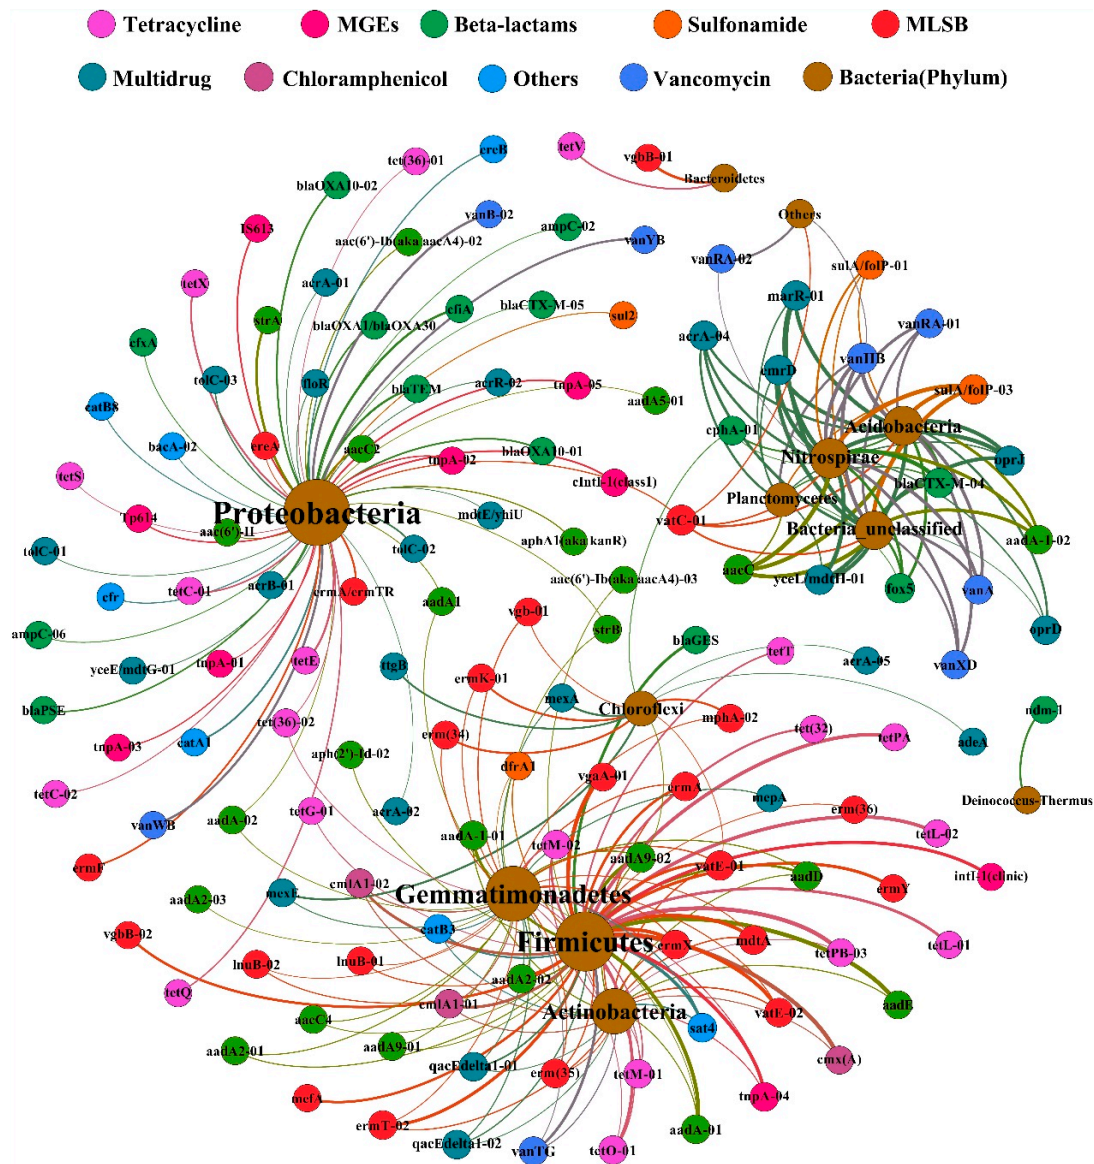 Tetracycline MGEs Beta-lactams Sulfonamide MLSB
Multidrug Chloramphenicol Others Vancomycin Bacteria(Phylum)
tet(36)-01
ereB
tetV
vgbB-01
Bacteroidetes
blaOXA10-02
IS613
aac(6')-Ib(aka aacA4)-02
vanB-02
ampC-02
vanYB
Others
vanRA-02
sulA/folP-01
tetX
acrA-01
marR-01
strA
blaOXA1/blaOXA30
cfiA
blaCTX-M-05
sul2
vanRA-01
acrA-04
vanHB
cfxA
tolC-03
floR
blaTEM
acrR-02
tnpA-05
aadA5-01
emrD
sulA/folP-03
catB8
bacA-02
ereA
aacC2
tnpA-02
blaOXA10-01
cphA-01
Acidobacteria
Nitrospirae
oprJ
tetS
cIntI-1(class1)
blaCTX-M-04
Planctomycetes
Tp614
Proteobacteria
mdtE/yhiU
vatC-01
Bacteria_unclassified
aadA-1-02
aac(6')-II
tolC-01
tolC-02
aphA1(aka kanR)
aacC
yceL/mdtH-01
fox5
vanA
cfr
tetC-01
acrB-01
ermA/ermTR
aadA1
aac(6')-Ib(aka aacA4)-03
vgb-01
strB
blaGES
tetT
oprD
ampC-06
yceE/mdtG-01
tnpA-01
tetE
ttgB
ermK-01
mexA
acrA-05
vanXD
blaPSE
tet(36)-02
Chloroflexi
mphA-02
ndm-1
tnpA-03
catA1
aph(2')-Id-02
erm(34)
tet(32)
tetPA
adeA
dfrA1
vgaA-01
ermA
mepA
tetC-02
tetG-01
acrA-02
erm(36)
Deinococcus-Thermus
vanWB
aadA-02
aadA-1-01
tetM-02
aadA9-02
vatE-01
tetL-02
ermF
aadD
intI-1(clinic)
aadA2-03
mexE
cmlA1-02
Gemmatimonadetes
ermY
vgbB-02
catB3
Firmicutes
ermX
mdtA
tetPB-03
tetL-01
lnuB-02
lnuB-01
aadA2-02
tetQ
cmlA1-01
Actinobacteria
vatE-02
aadE
aacC4
sat4
aadA2-01
aadA9-01
cmx(A)
qacEdelta1-01
erm(35)
tetM-01
mefA
tnpA-04
ermT-02
qacEdelta1-02
vanTG
tetO-01
aadA-01